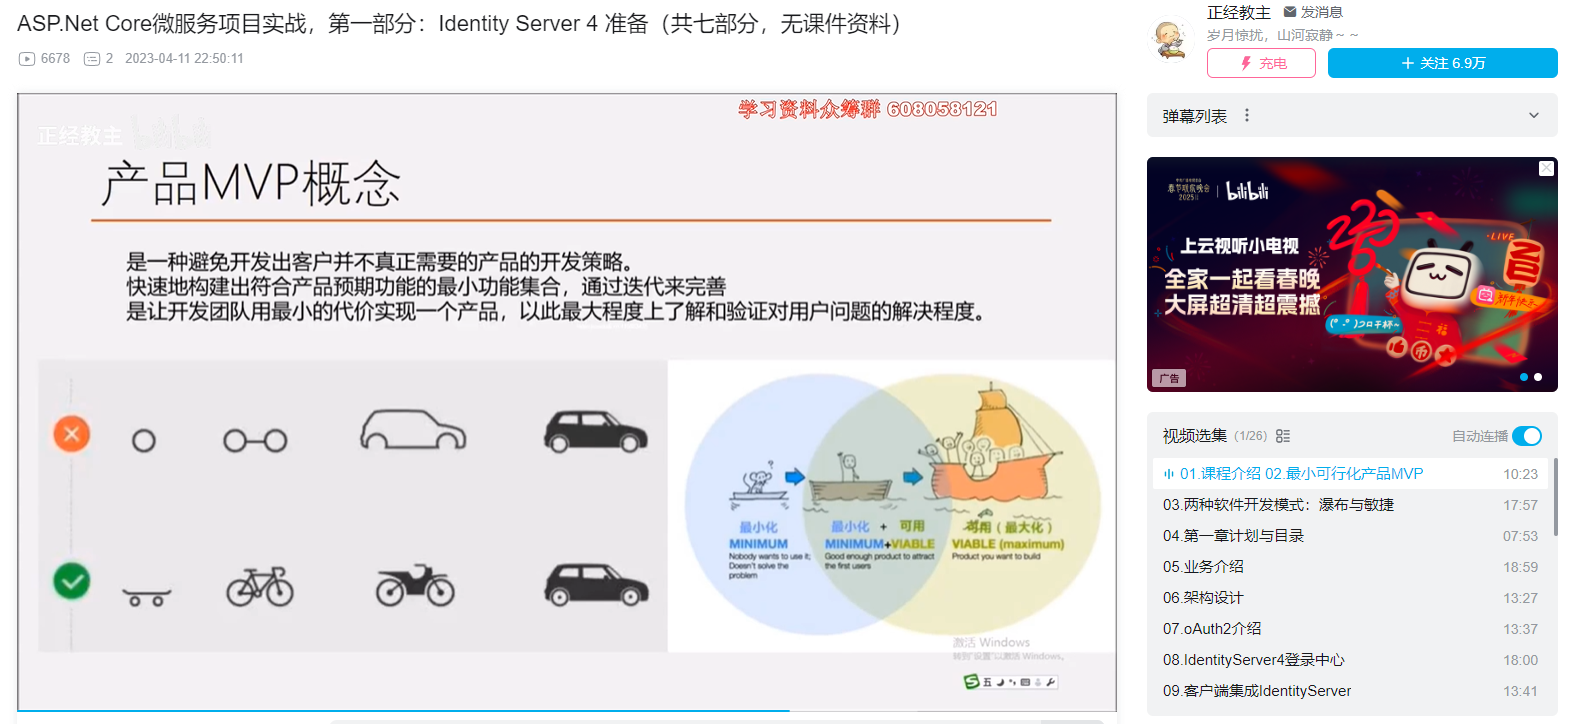 ASP.Net Core微服务项目实战，第一部分：Identity Server 4 准备（共七部分，无课件资料）
6678 2 2023-04-11 22:50:11
正经教主 发消息
岁月惊扰，山河寂静～～
充电
+ 关注 6.9万
学习资料众筹群 608058121
正经教主 bilibili
产品MVP概念
是一种避免开发出客户并不真正需要的产品的开发策略。
快速地构建出符合产品预期功能的最小功能集合，通过迭代来完善
是让开发团队用最小的代价实现一个产品，以此最大程度上了解和验证对用户问题的解决程度。
最小化
MINIMUM
Nobody wants to use it;
Doesn't solve the
problem
最小化 + 可用
MINIMUM+VIABLE
Good enough product to attract
the first users
可用（最大化）
VIABLE (maximum)
Product you want to build
激活 Windows
转到"设置"以激活 Windows。
五
弹幕列表
春节联欢晚会
2025
bilibili
上云视听小电视
全家一起看春晚
大屏超清超震撼
LIVE
(゜-゜)つロ干杯~
福
币
广告
视频选集 (1/26) 自动连播
01.课程介绍 02.最小可行化产品MVP 10:23
03.两种软件开发模式：瀑布与敏捷 17:57
04.第一章计划与目录 07:53
05.业务介绍 18:59
06.架构设计 13:27
07.oAuth2介绍 13:37
08.IdentityServer4登录中心 18:00
09.客户端集成IdentityServer 13:41